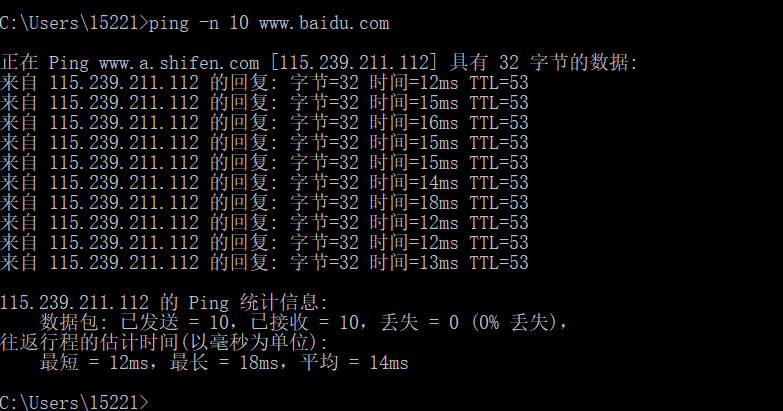 C:\Users\15221>ping -n 10 www.baidu.com
正在 Ping www.a.shifen.com [115.239.211.112] 具有 32 字节的数据:
来自 115.239.211.112 的回复: 字节=32 时间=12ms TTL=53
来自 115.239.211.112 的回复: 字节=32 时间=15ms TTL=53
来自 115.239.211.112 的回复: 字节=32 时间=16ms TTL=53
来自 115.239.211.112 的回复: 字节=32 时间=15ms TTL=53
来自 115.239.211.112 的回复: 字节=32 时间=15ms TTL=53
来自 115.239.211.112 的回复: 字节=32 时间=14ms TTL=53
来自 115.239.211.112 的回复: 字节=32 时间=18ms TTL=53
来自 115.239.211.112 的回复: 字节=32 时间=12ms TTL=53
来自 115.239.211.112 的回复: 字节=32 时间=12ms TTL=53
来自 115.239.211.112 的回复: 字节=32 时间=13ms TTL=53
115.239.211.112 的 Ping 统计信息:
数据包: 已发送 = 10，已接收 = 10，丢失 = 0 (0% 丢失)，
往返行程的估计时间(以毫秒为单位):
最短 = 12ms，最长 = 18ms，平均 = 14ms
C:\Users\15221>